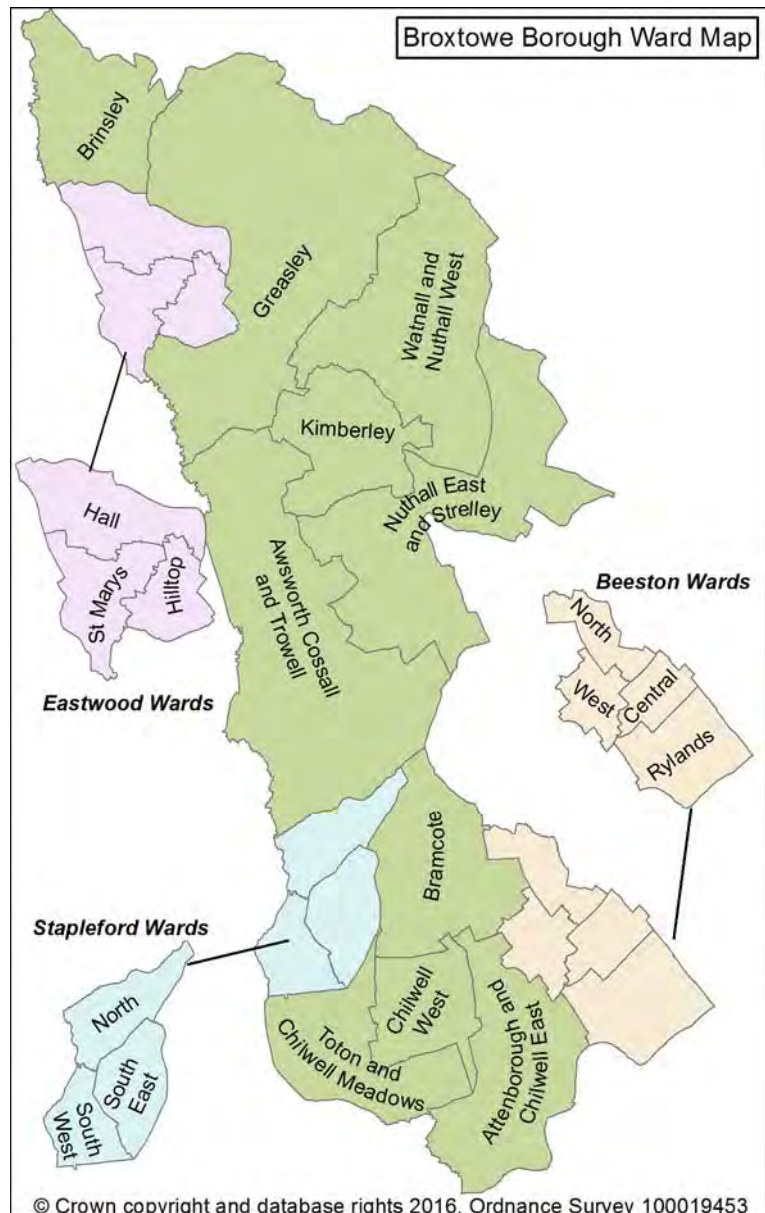 Broxtowe Borough Ward Map
Brinsley
Greasley
Watnall and
Nuthall West
Kimberley
Nuthall East
and Strelley
Hall
St Marys
Hilltop
Eastwood Wards
Awsworth Cossall
and Trowell
Beeston Wards
North
West
Central
Rylands
Bramcote
Stapleford Wards
North
South
East
South
West
Chilwell
West
Toton and
Chilwell Meadows
Attenborough and
Chilwell East
© Crown copyright and database rights 2016. Ordnance Survey 100019453